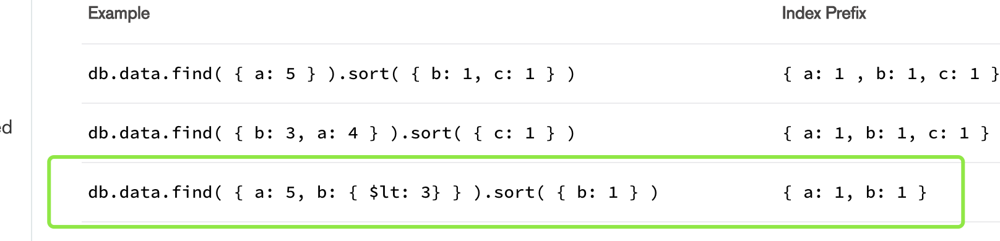 Example Index Prefix
db.data.find( { a: 5 } ).sort( { b: 1, c: 1 } ) { a: 1 , b: 1, c: 1 }
ed
db.data.find( { b: 3, a: 4 } ).sort( { c: 1 } ) { a: 1, b: 1, c: 1 }
db.data.find( { a: 5, b: { $lt: 3} } ).sort( { b: 1 } ) { a: 1, b: 1 }